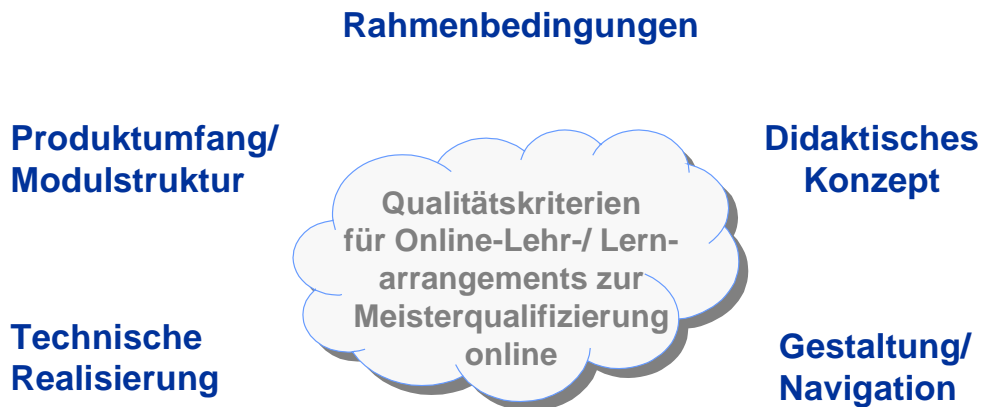 Rahmenbedingungen
Produktumfang/
Modulstruktur
Didaktisches
Konzept
Qualitätskriterien
für Online-Lehr-/ Lern-
arrangements zur
Meisterqualifizierung
online
Technische
Realisierung
Gestaltung/
Navigation